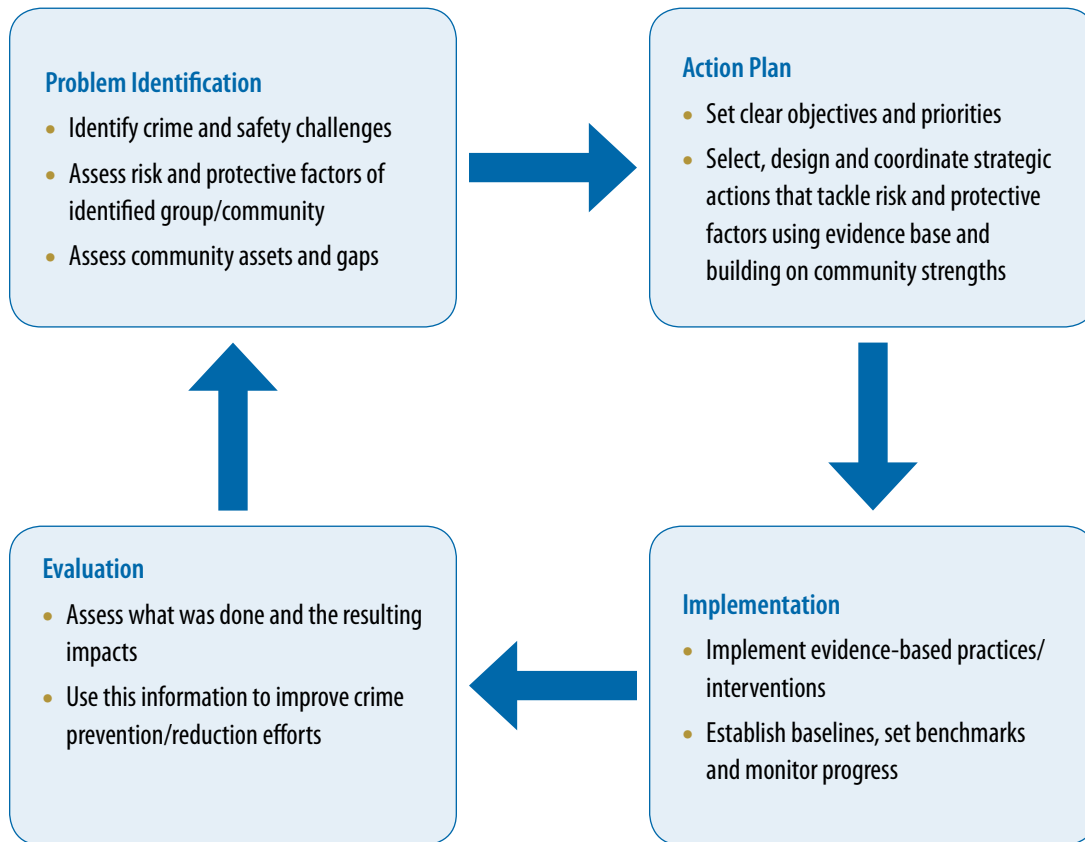 Problem Identification
• Identify crime and safety challenges
• Assess risk and protective factors of
identified group/community
• Assess community assets and gaps
Action Plan
• Set clear objectives and priorities
• Select, design and coordinate strategic
actions that tackle risk and protective
factors using evidence base and
building on community strengths
Evaluation
• Assess what was done and the resulting
impacts
• Use this information to improve crime
prevention/reduction efforts
Implementation
• Implement evidence-based practices/
interventions
• Establish baselines, set benchmarks
and monitor progress